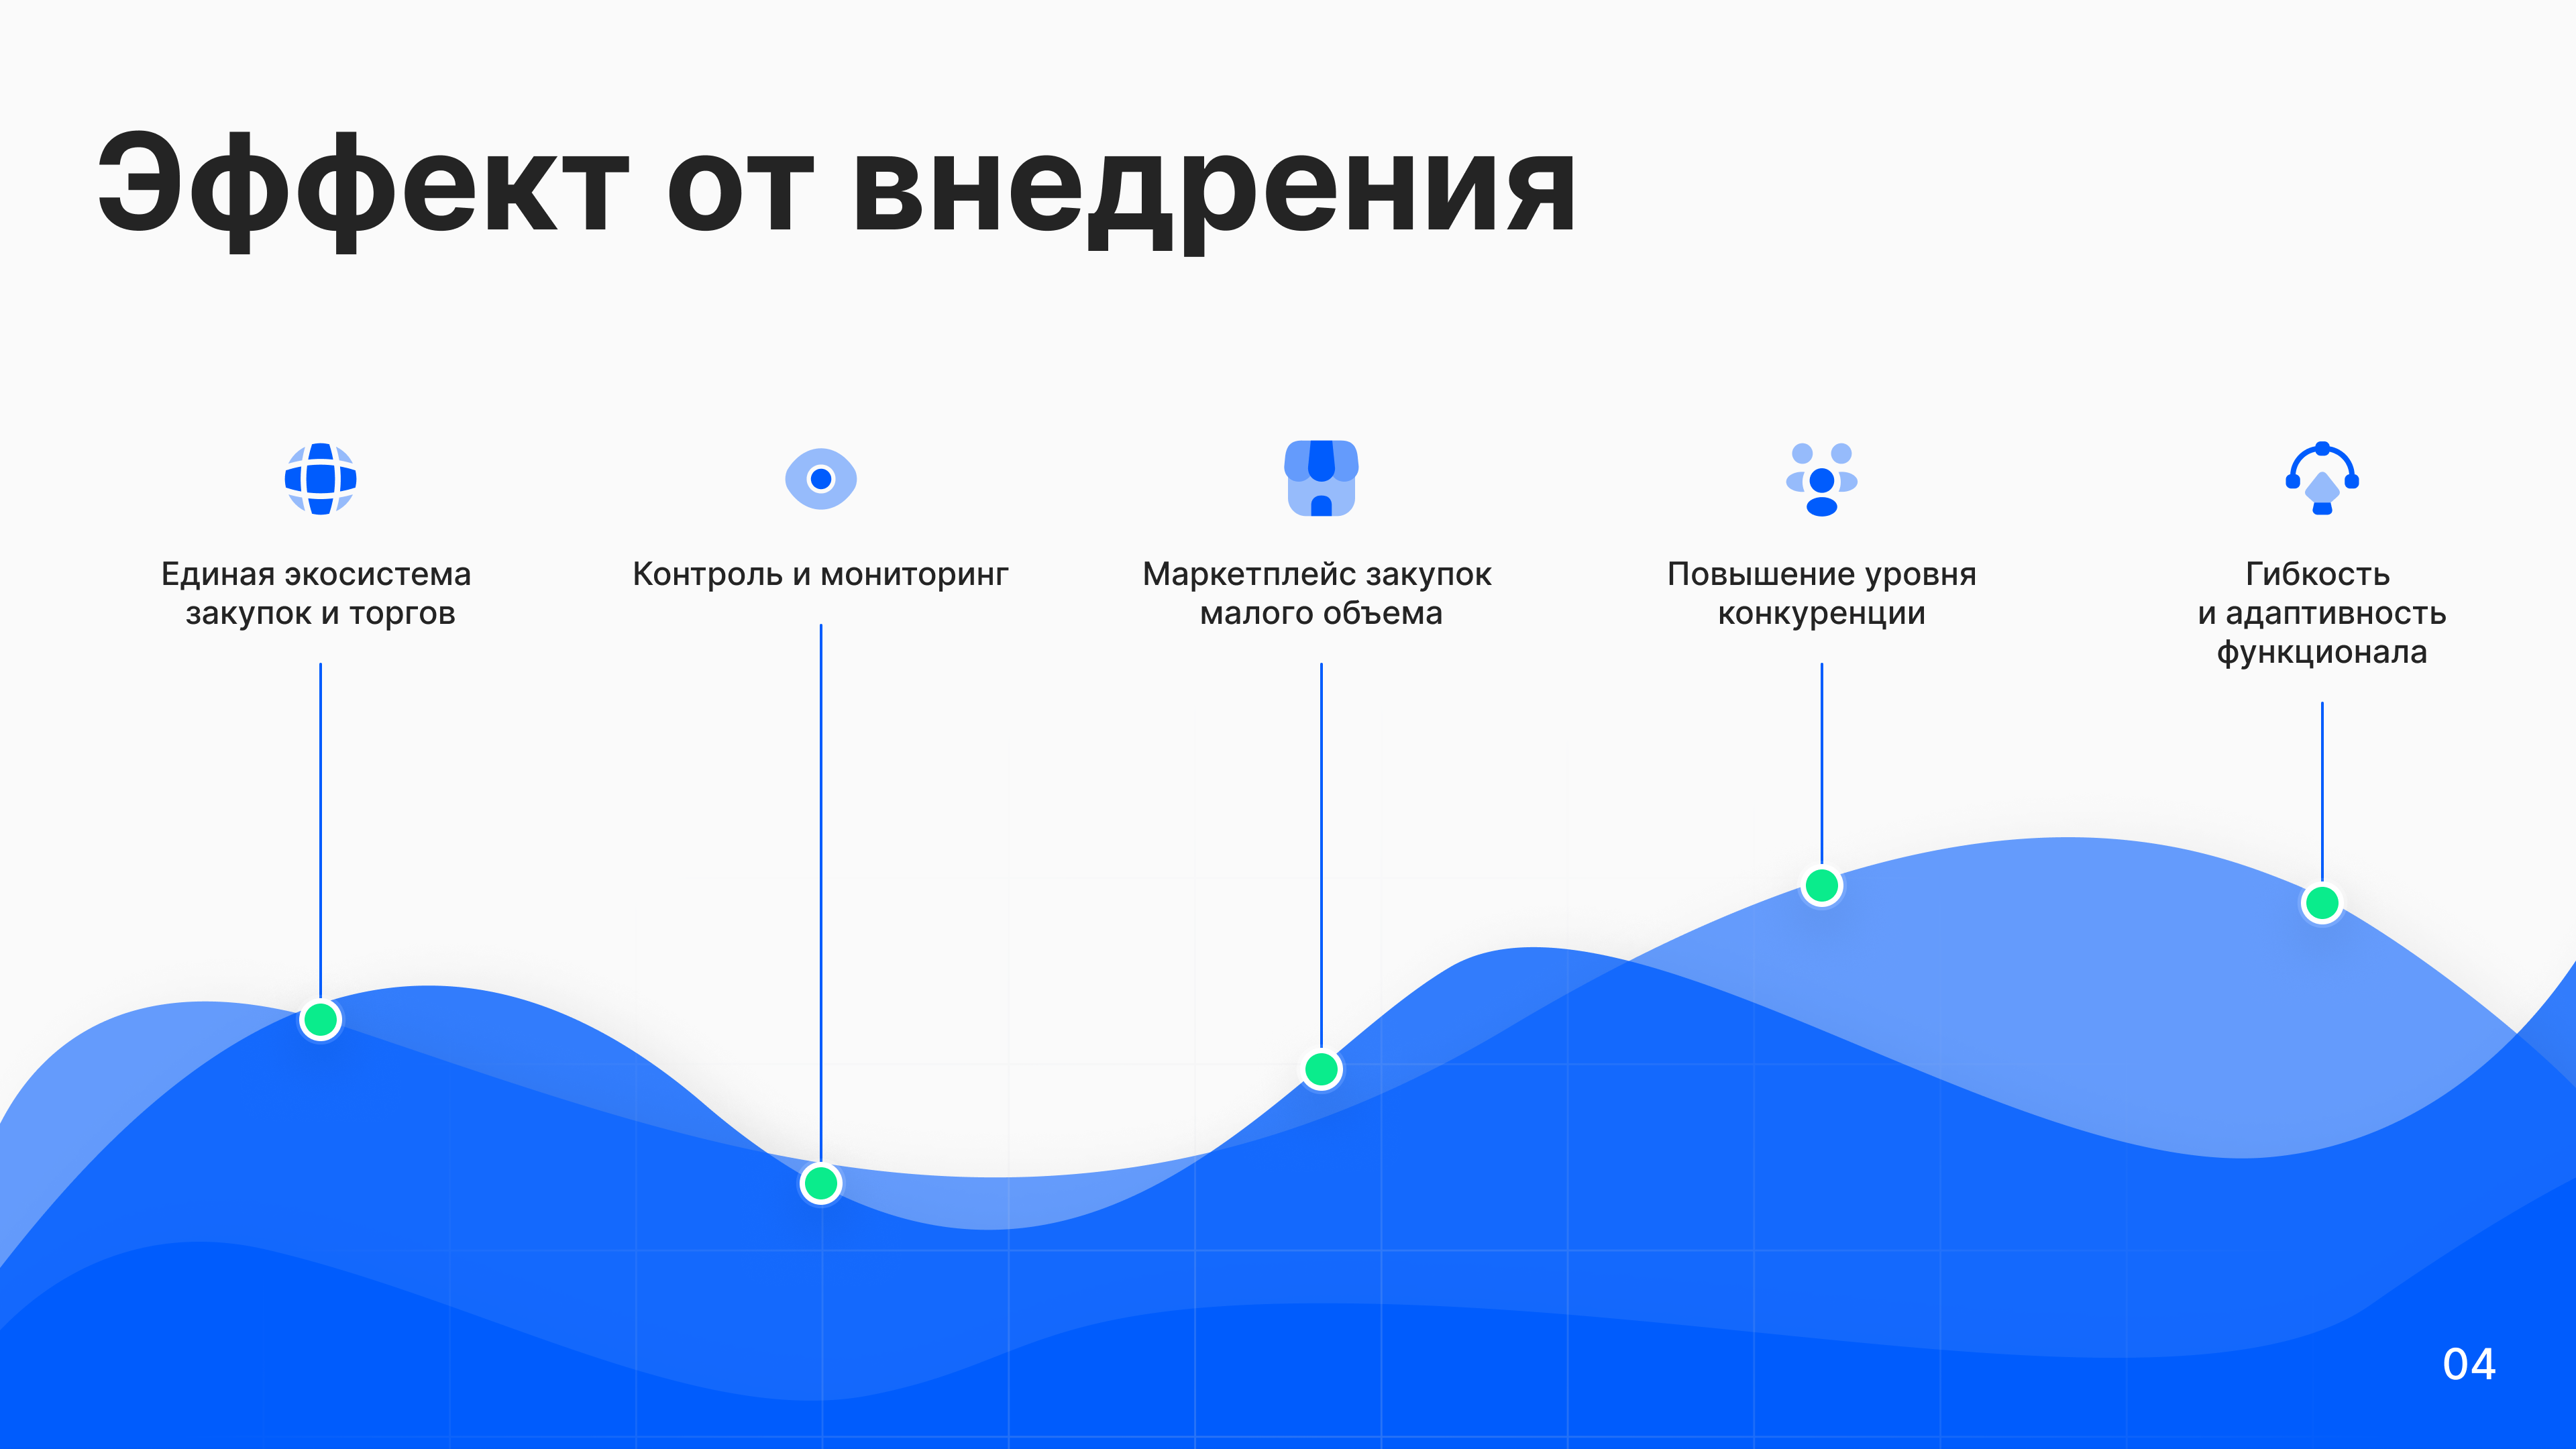 Эффект от внедрения
Единая экосистема
закупок и торгов
Контроль и мониторинг
Маркетплейс закупок
малого объема
Повышение уровня
конкуренции
Гибкость
и адаптивность
функционала
04